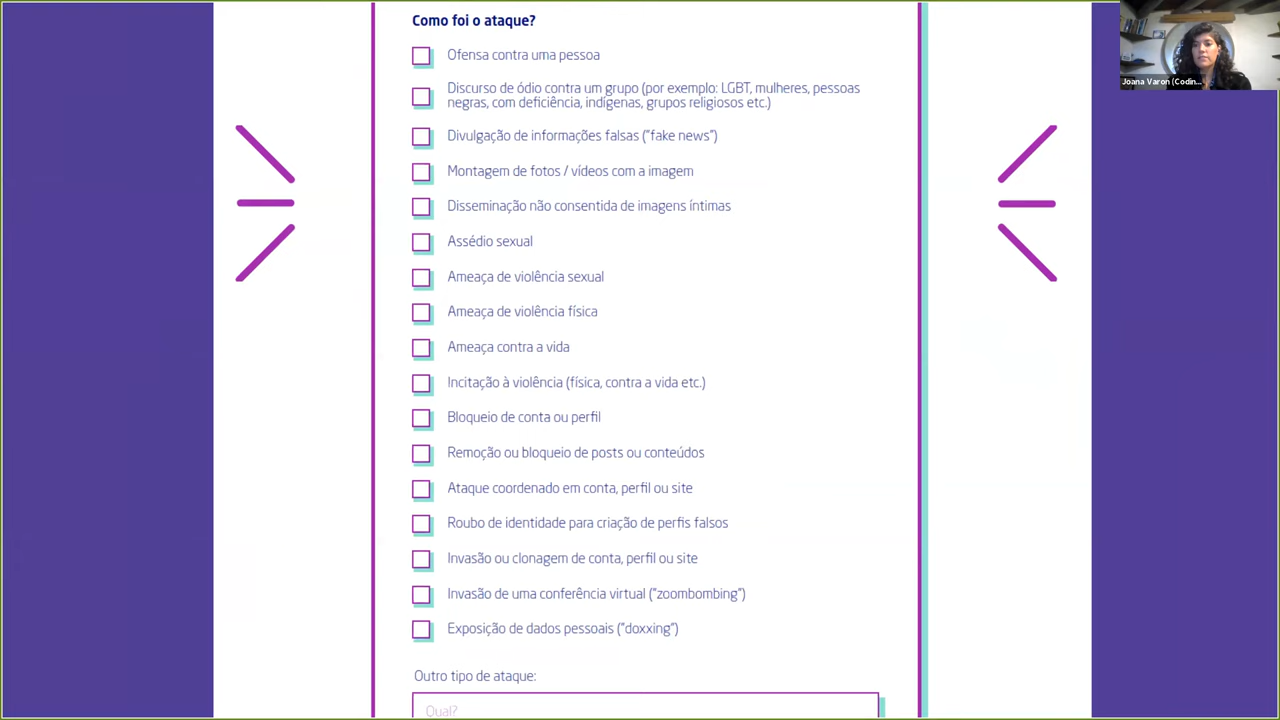 Como foi o ataque?
Ofensa contra uma pessoa
Discurso de ódio contra um grupo (por exemplo: LGBT, mulheres, pessoas
negras, com deficiência, indígenas, grupos religiosos etc.)
Divulgação de informações falsas ("fake news")
Montagem de fotos / vídeos com a imagem
Disseminação não consentida de imagens íntimas
Assédio sexual
Ameaça de violência sexual
Ameaça de violência física
Ameaça contra a vida
Incitação à violência (física, contra a vida etc.)
Bloqueio de conta ou perfil
Remoção ou bloqueio de posts ou conteúdos
Ataque coordenado em conta, perfil ou site
Roubo de identidade para criação de perfis falsos
Invasão ou clonagem de conta, perfil ou site
Invasão de uma conferência virtual ("zoombombing")
Exposição de dados pessoais ("doxxing")
Outro tipo de ataque:
Qual?
Joana Varon (Codin...